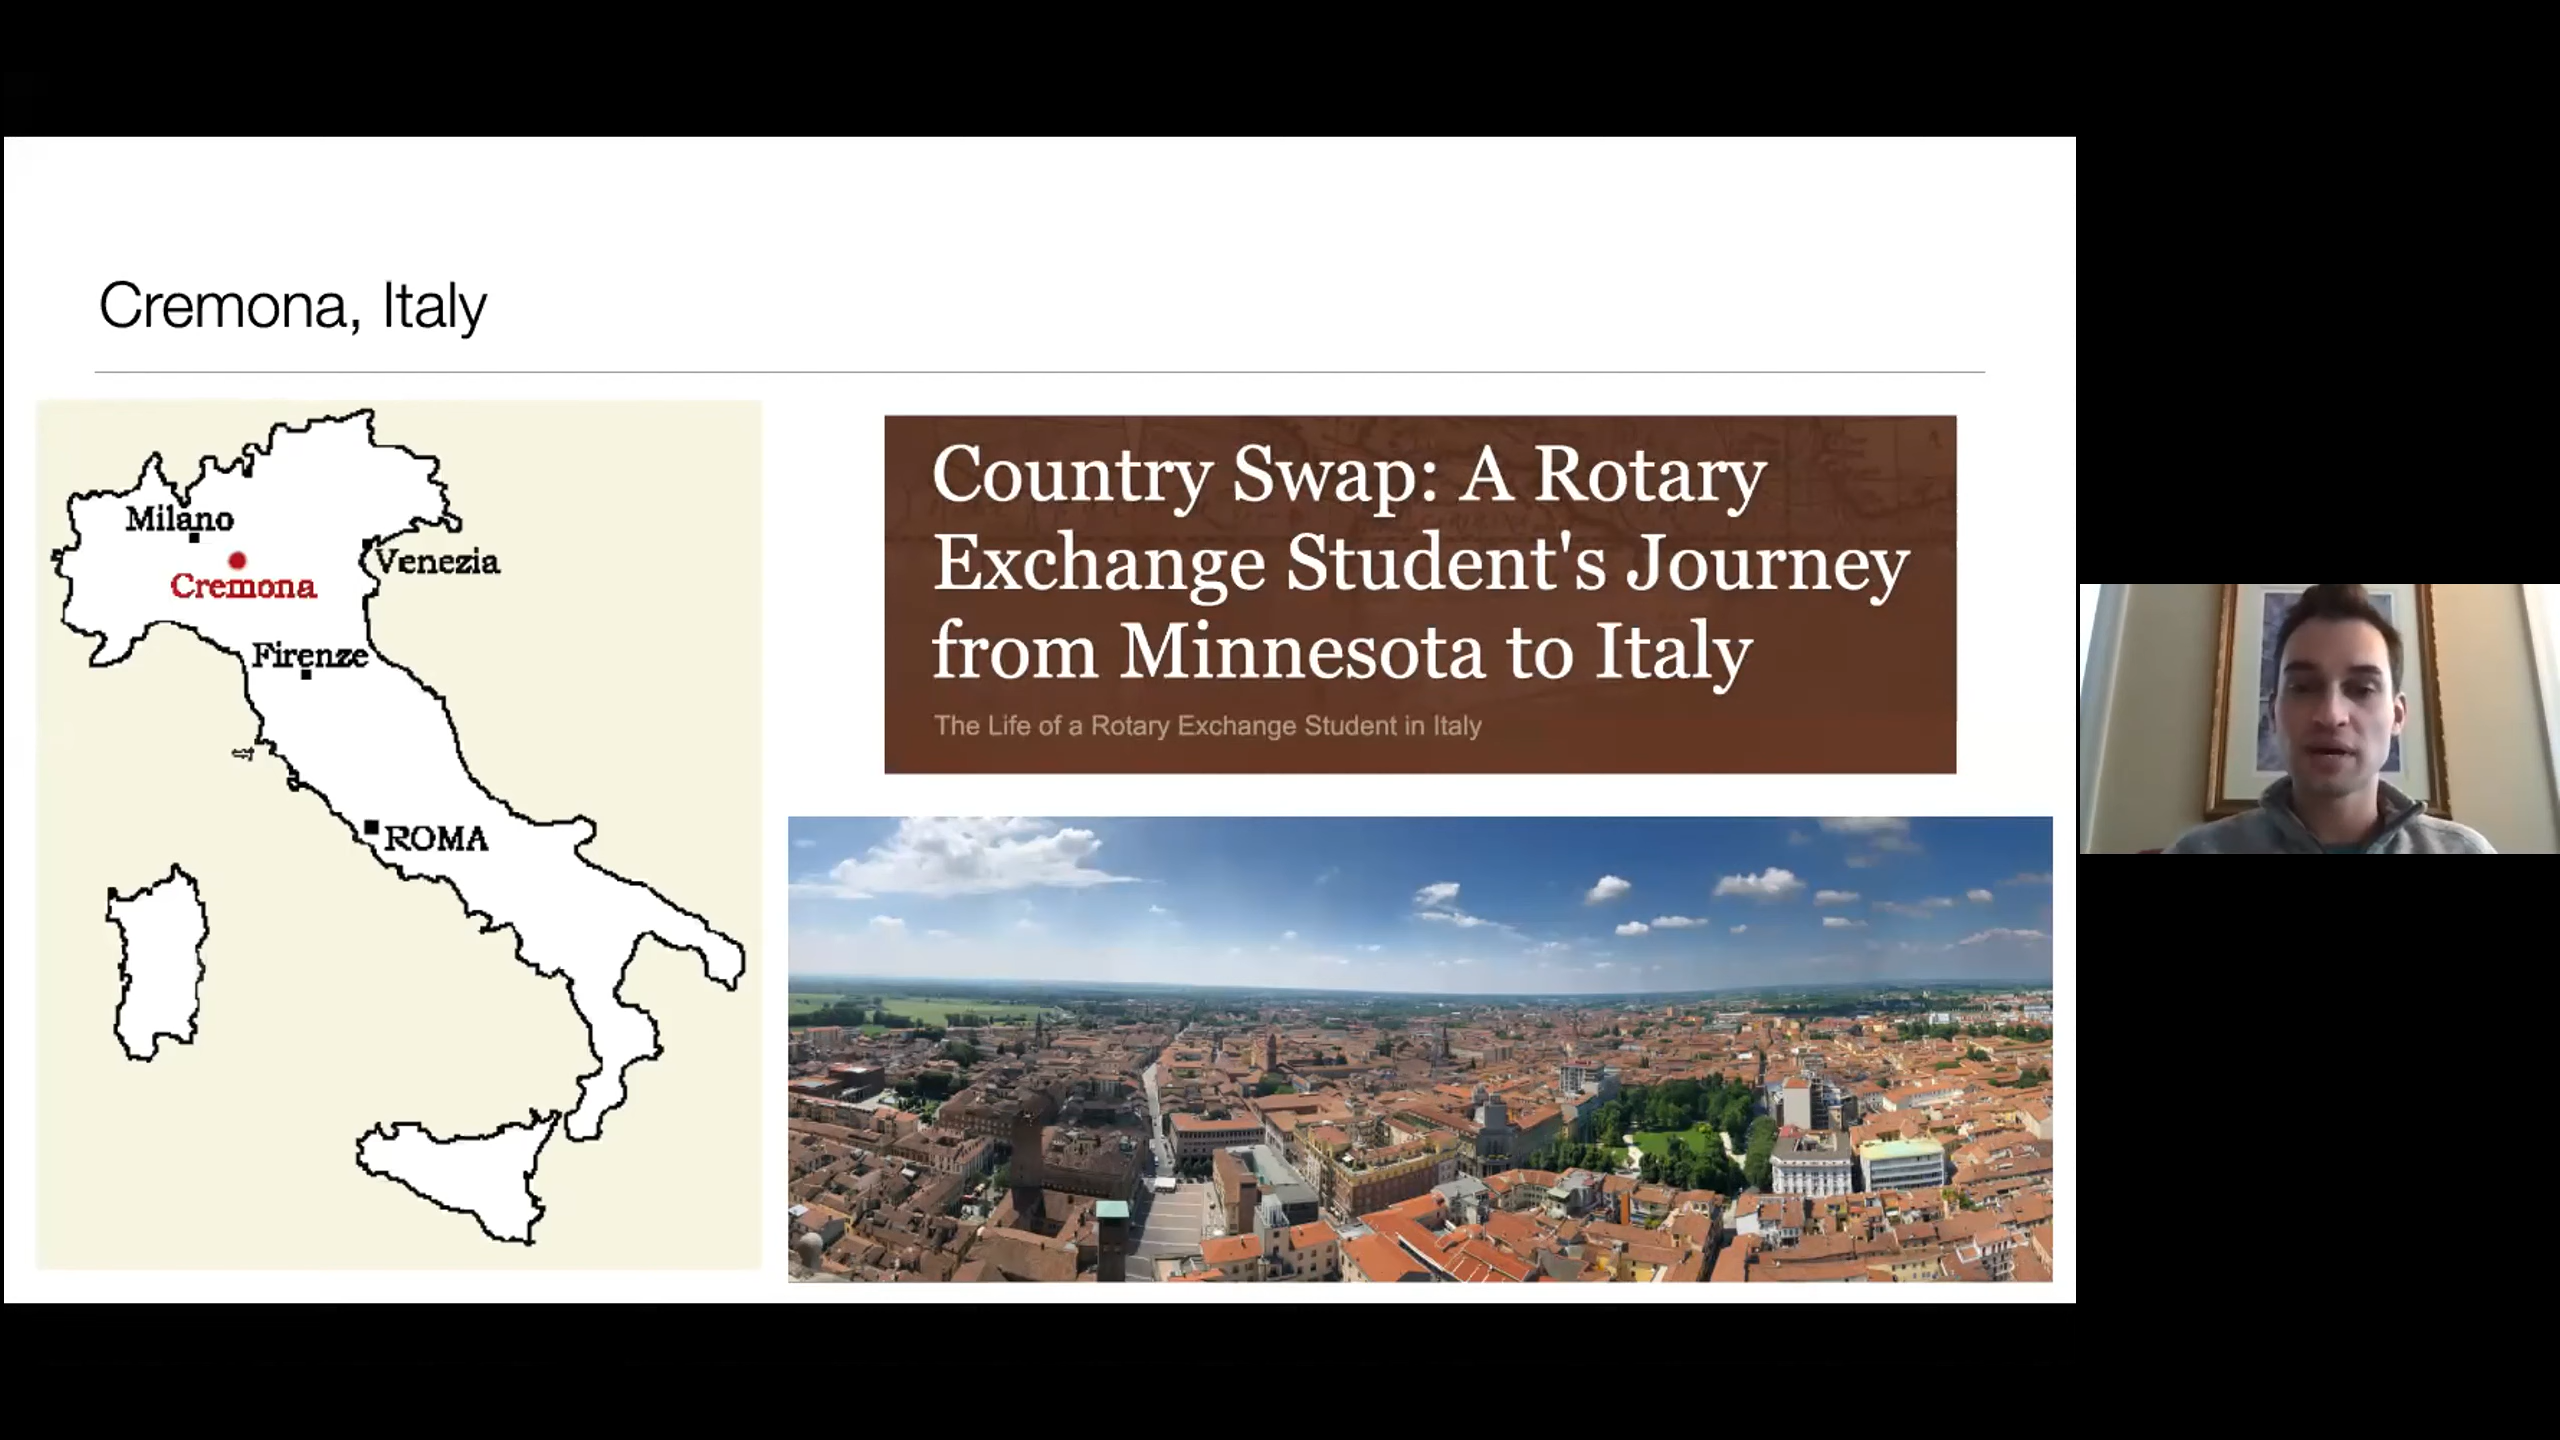 Cremona, Italy
Milano
Cremona
Venezia
Firenze
ROMA
Country Swap: A Rotary
Exchange Student's Journey
from Minnesota to Italy
The Life of a Rotary Exchange Student in Italy